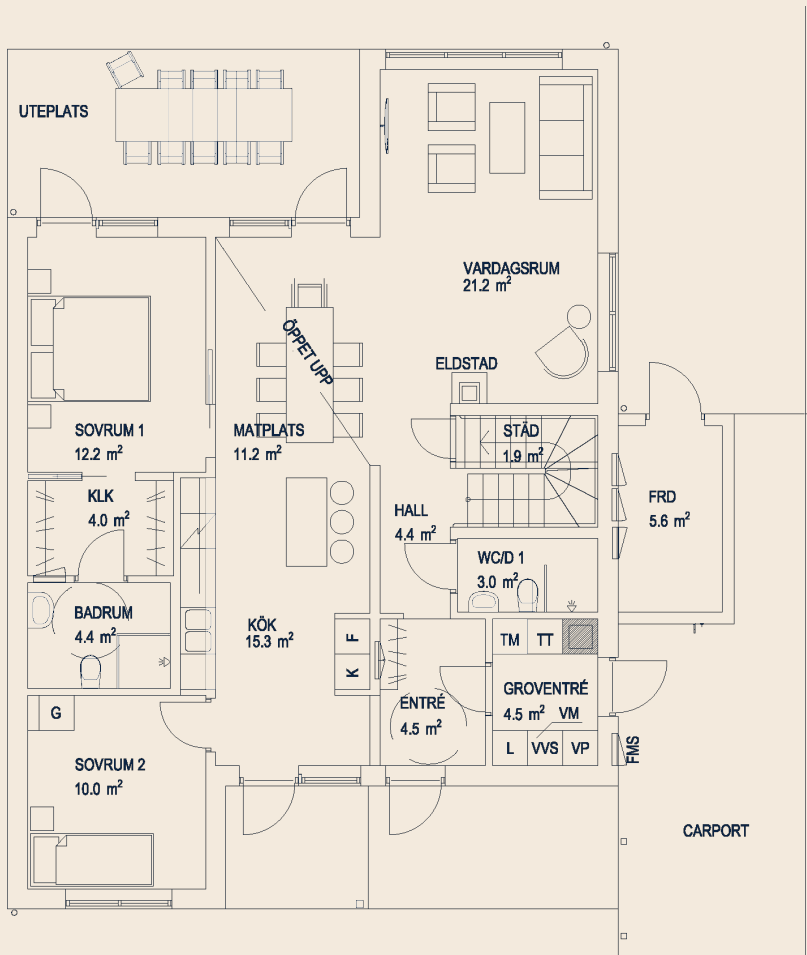 UTEPLATS
VARDAGSRUM
21.2 m²
ÖPPET UPP
ELDSTAD
SOVRUM 1
12.2 m²
MATPLATS
11.2 m²
STÄD
1.9 m²
KLK
4.0 m²
HALL
4.4 m²
FRD
5.6 m²
WC/D 1
3.0 m²
BADRUM
4.4 m²
KÖK
15.3 m²
F
K
TM
TT
ENTRÉ
4.5 m²
GROVENTRÉ
4.5 m²
VM
G
L
VVS
VP
FMS
SOVRUM 2
10.0 m²
CARPORT